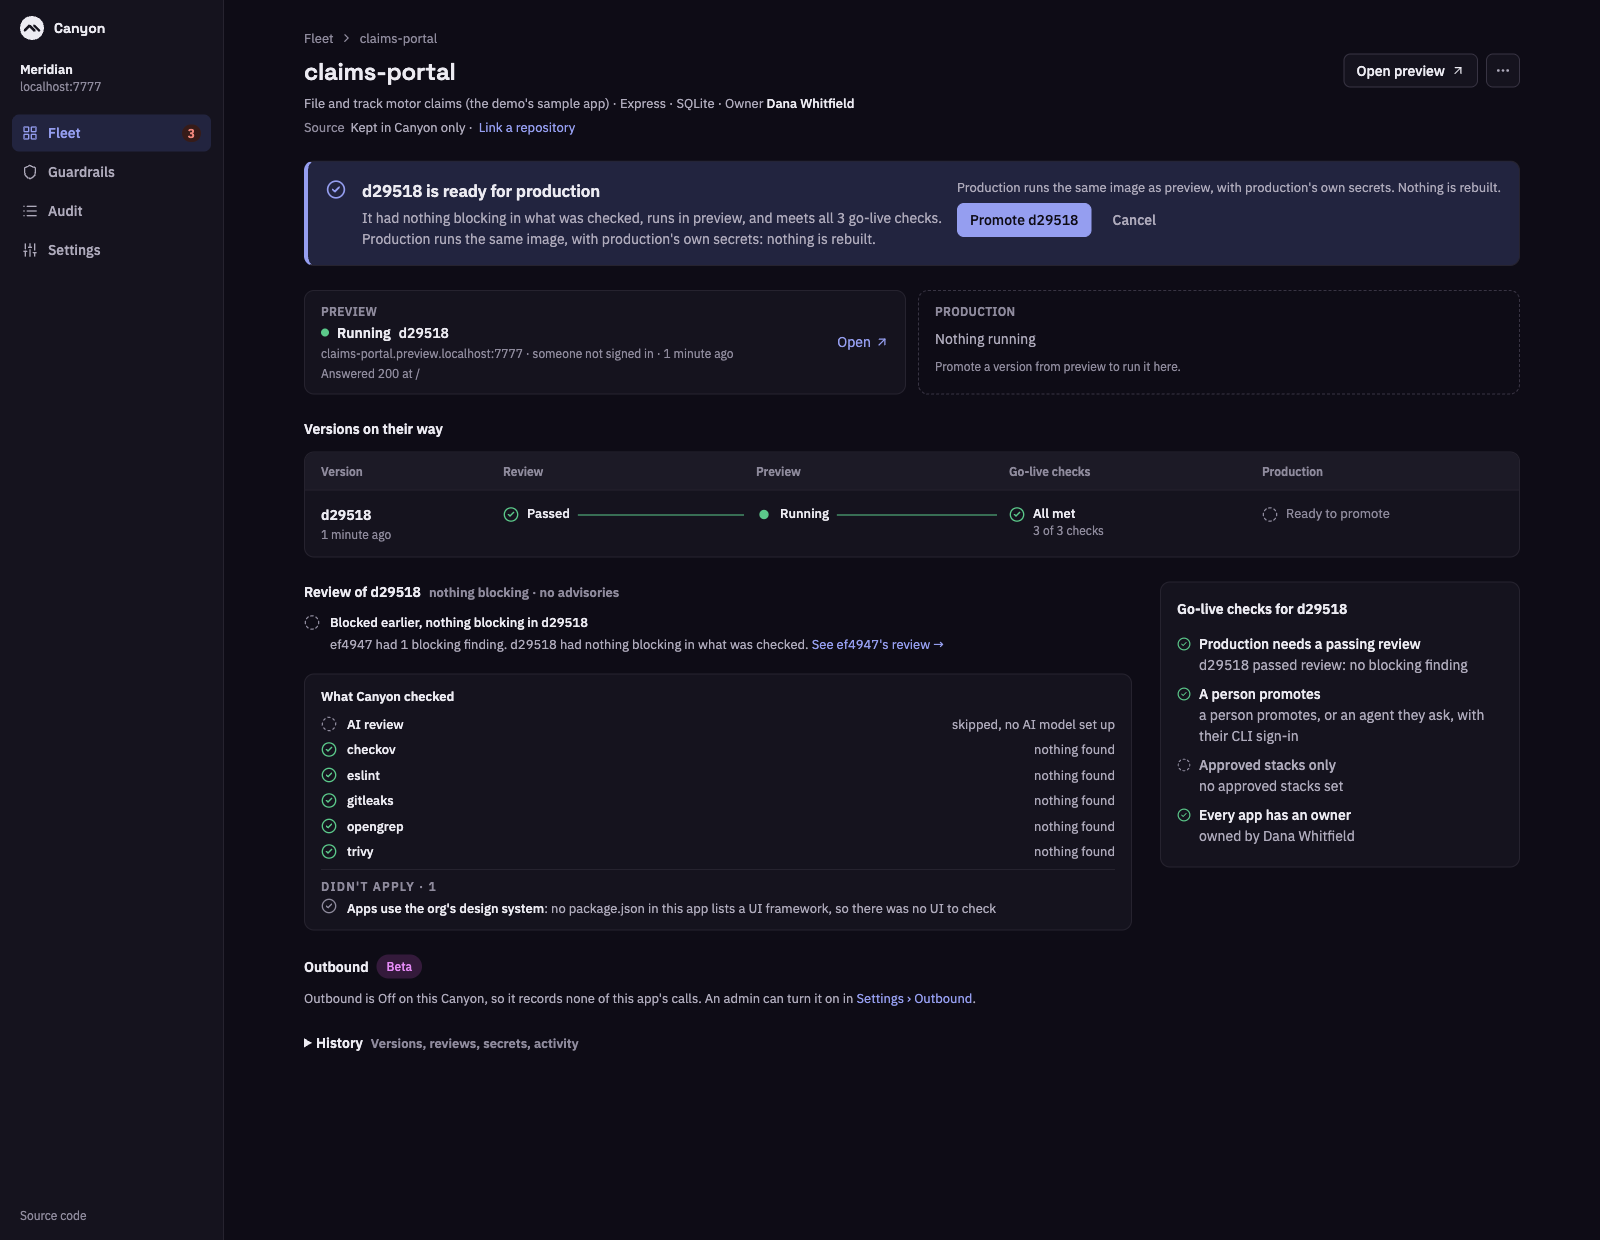 Canyon
Meridian
localhost:7777
Fleet 3
Guardrails
Audit
Settings
Source code
Fleet > claims-portal
claims-portal
Open preview ↗ ···
File and track motor claims (the demo's sample app) · Express · SQLite · Owner Dana Whitfield
Source Kept in Canyon only · Link a repository
d29518 is ready for production
It had nothing blocking in what was checked, runs in preview, and meets all 3 go-live checks.
Production runs the same image, with production's own secrets: nothing is rebuilt.
Production runs the same image as preview, with production's own secrets. Nothing is rebuilt.
Promote d29518 Cancel
PREVIEW
Running d29518
claims-portal.preview.localhost:7777 · someone not signed in · 1 minute ago
Answered 200 at /
Open ↗
PRODUCTION
Nothing running
Promote a version from preview to run it here.
Versions on their way
Version Review Preview Go-live checks Production
d29518 Passed Running All met Ready to promote
1 minute ago 3 of 3 checks
Review of d29518 nothing blocking · no advisories
Blocked earlier, nothing blocking in d29518
ef4947 had 1 blocking finding. d29518 had nothing blocking in what was checked. See ef4947's review →
What Canyon checked
AI review skipped, no AI model set up
checkov nothing found
eslint nothing found
gitleaks nothing found
opengrep nothing found
trivy nothing found
DIDN'T APPLY · 1
Apps use the org's design system: no package.json in this app lists a UI framework, so there was no UI to check
Go-live checks for d29518
Production needs a passing review
d29518 passed review: no blocking finding
A person promotes
a person promotes, or an agent they ask, with
their CLI sign-in
Approved stacks only
no approved stacks set
Every app has an owner
owned by Dana Whitfield
Outbound Beta
Outbound is Off on this Canyon, so it records none of this app's calls. An admin can turn it on in Settings › Outbound.
History Versions, reviews, secrets, activity